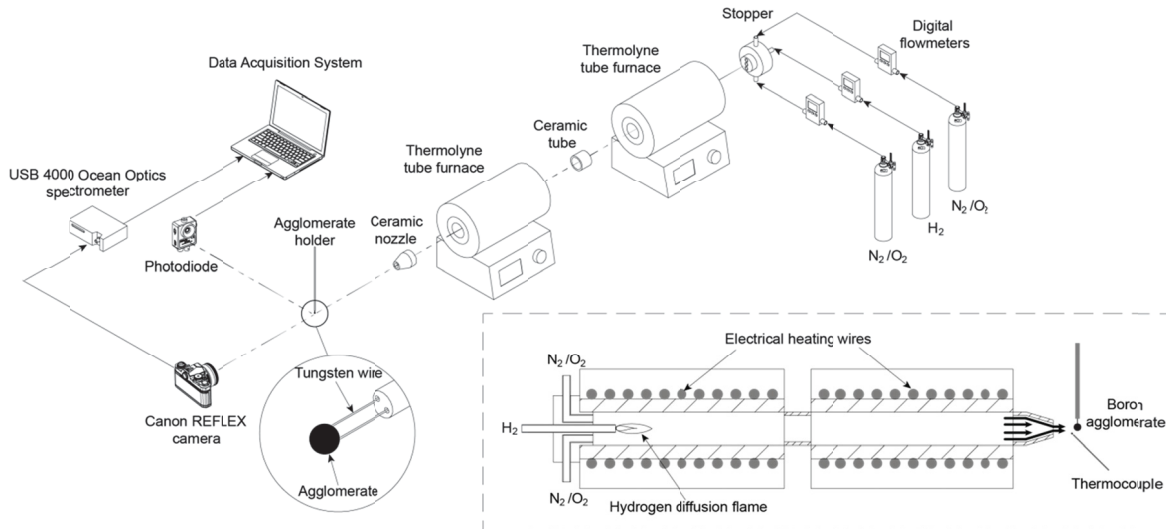 Stopper
Digital
flowmeters
Thermolyne
tube furnace
Data Acquisition System
Ceramic
tube
Thermolyne
tube furnace
USB 4000 Ocean Optics
spectrometer
Agglomerate
holder
Ceramic
nozzle
N2/O2
H2
N2/O2
Photodiode
Electrical heating wires
N2/O2
Tungsten wire
Canon REFLEX
camera
H2
Boron
agglomerate
Agglomerate
N2/O2
Hydrogen diffusion flame
Thermocouple